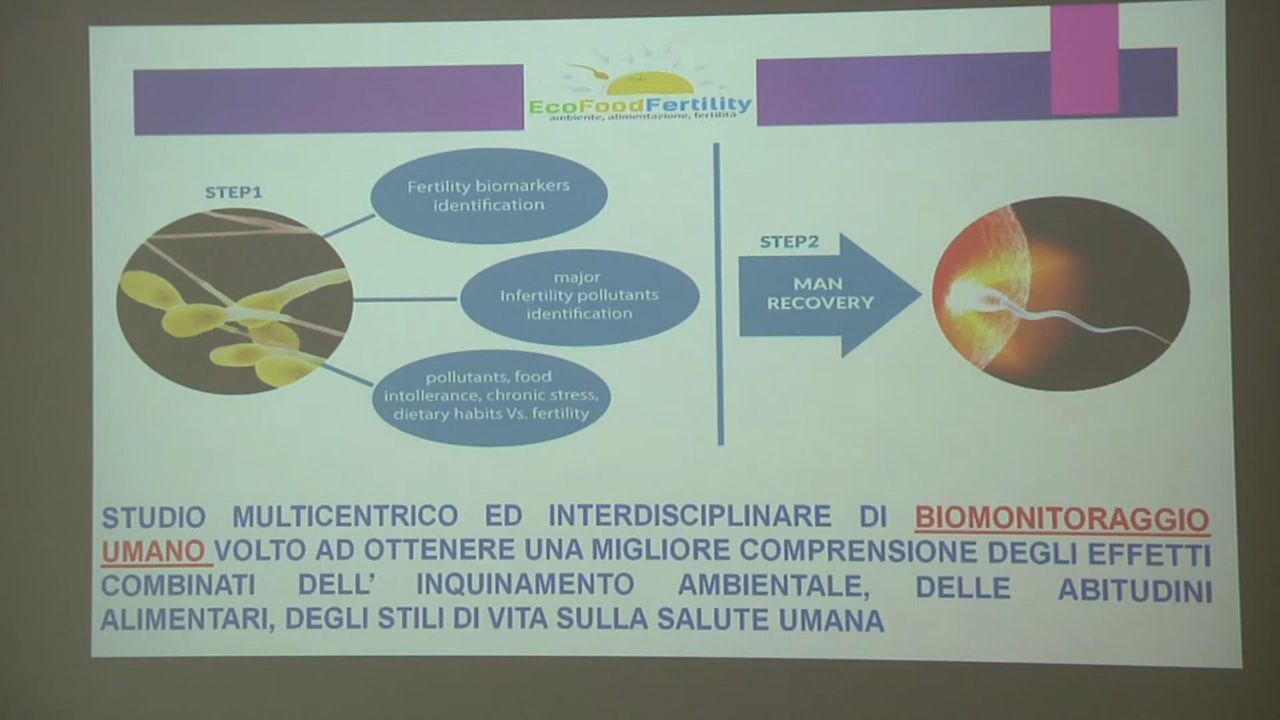 EcoFoodFertility
ambiente, alimentazione, fertilità
STEP1
Fertility biomarkers
identification
major
Infertility pollutants
identification
pollutants, food
intollerance, chronic stress,
dietary habits Vs. fertility
STEP2
MAN
RECOVERY
STUDIO MULTICENTRICO ED INTERDISCIPLINARE DI BIOMONITORAGGIO
UMANO VOLTO AD OTTENERE UNA MIGLIORE COMPRENSIONE DEGLI EFFETTI
COMBINATI DELL’ INQUINAMENTO AMBIENTALE, DELLE ABITUDINI
ALIMENTARI, DEGLI STILI DI VITA SULLA SALUTE UMANA